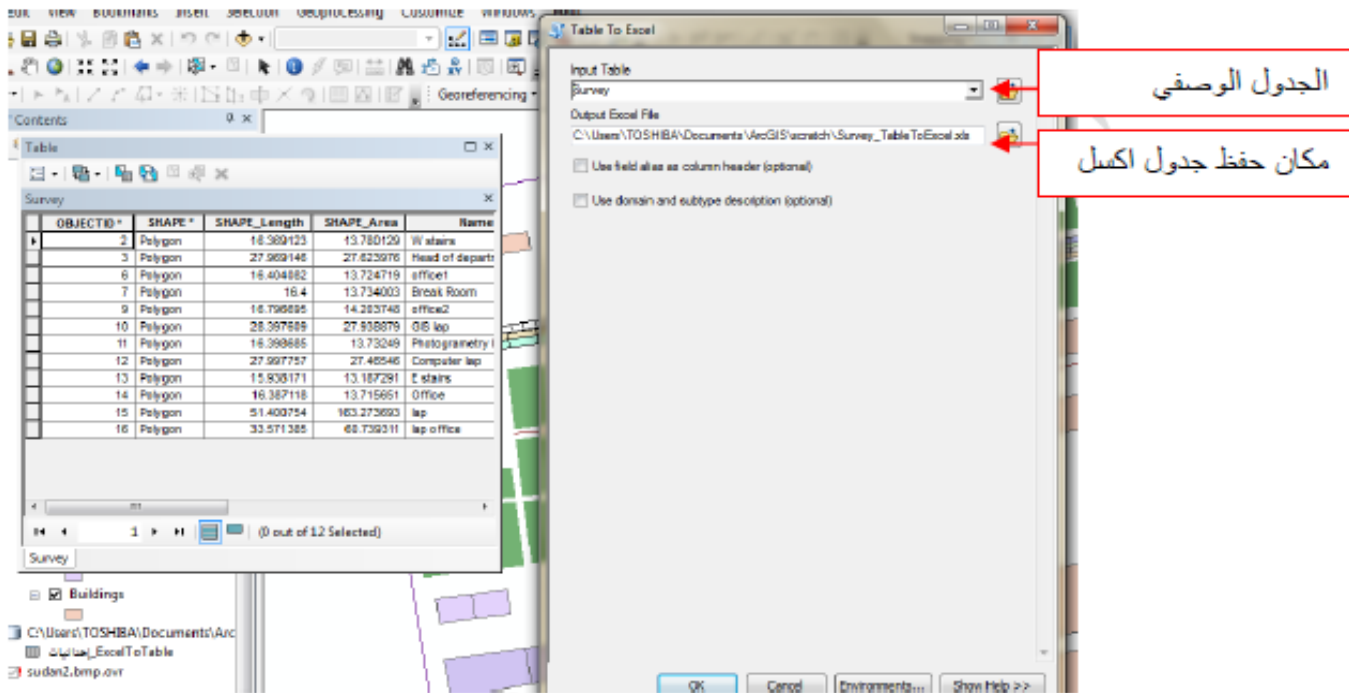 Edit View Bookmarks Insert Selection Geoprocessing Customize Windows
Georeferencing
Contents
Table
Survey
OBJECTID * SHAPE * SHAPE_Length SHAPE_Area Name
2 Polygon 16.369123 13.780129 W stairs
3 Polygon 27.969146 27.623976 Head of departm
6 Polygon 16.404082 13.724719 office1
7 Polygon 16.4 13.734003 Break Room
9 Polygon 16.796895 14.283748 office2
10 Polygon 28.397689 27.938879 GIS lap
11 Polygon 16.398685 13.73249 Photogrametry l
12 Polygon 27.997757 27.46546 Computer lap
13 Polygon 15.938171 13.187291 E stairs
14 Polygon 16.387118 13.715651 Office
15 Polygon 51.400754 163.273693 lap
16 Polygon 33.571385 68.739311 lap office
1
(0 out of 12 Selected)
Survey
Buildings
C:\Users\TOSHIBA\Documents\Arc
احداثيات_ExcelToTable
sudan2.bmp.ovr
Table To Excel
Input Table
Survey
Output Excel File
C:\Users\TOSHIBA\Documents\ArcGIS\scratch\Survey_TableToExcel.xls
Use field alias as column header (optional)
Use domain and subtype description (optional)
OK Cancel Environments... Show Help >>
الجدول الوصفي
مكان حفظ جدول اكسل